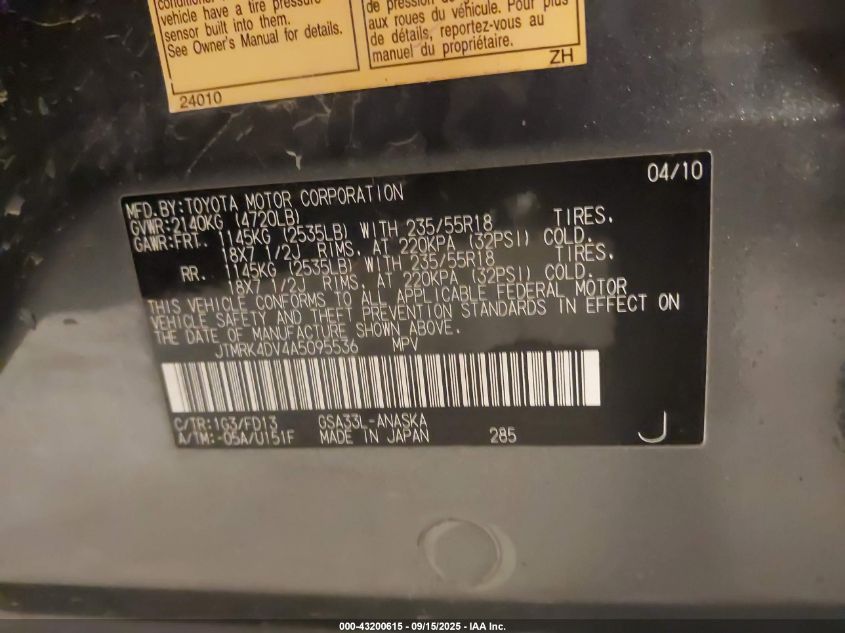 vehicle have a tire pressure
sensor built into them.
See Owner's Manual for details.
24010
de pression de
aux roues du véhicule. Pour plus
de détails, reportez-vous au
manuel du propriétaire.
ZH
04/10
MFD.BY:TOYOTA MOTOR CORPORATION
GVWR:2140KG (4720LB)
GAWR:FRT. 1145KG (2535LB) WITH 235/55R18 TIRES,
18X7 1/2J RIMS, AT 220KPA (32PSI) COLD.
RR. 1145KG (2535LB) WITH 235/55R18 TIRES,
18X7 1/2J RIMS, AT 220KPA (32PSI) COLD.
THIS VEHICLE CONFORMS TO ALL APPLICABLE FEDERAL MOTOR
VEHICLE SAFETY AND THEFT PREVENTION STANDARDS IN EFFECT ON
THE DATE OF MANUFACTURE SHOWN ABOVE.
JTMRK4DV4A5095536 MPV
C/TR:1G3/FD13 GSA33L-ANASKA
A/TM:-05A/U151F MADE IN JAPAN 285
J
000-43200615 - 09/15/2025 - IAA Inc.